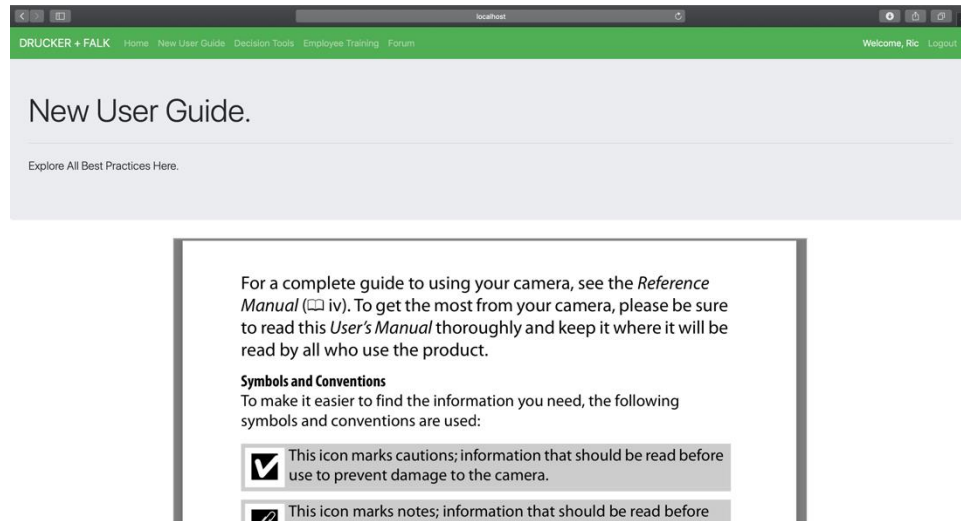 localhost
DRUCKER + FALK Home New User Guide Decision Tools Employee Training Forum Welcome, Ric Logout
New User Guide.
Explore All Best Practices Here.
For a complete guide to using your camera, see the Reference
Manual (iv). To get the most from your camera, please be sure
to read this User's Manual thoroughly and keep it where it will be
read by all who use the product.
Symbols and Conventions
To make it easier to find the information you need, the following
symbols and conventions are used:
This icon marks cautions; information that should be read before
use to prevent damage to the camera.
This icon marks notes; information that should be read before